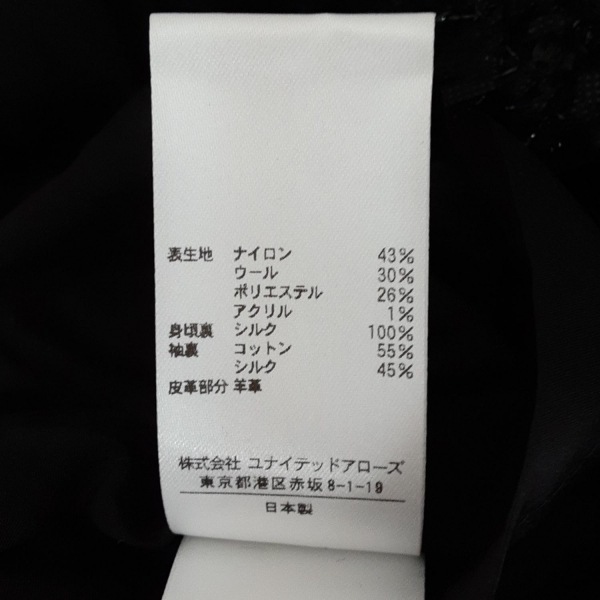 表生地 ナイロン 43%
ウール 30%
ポリエステル 26%
アクリル 1%
身頃裏 シルク 100%
袖裏 コットン 55%
シルク 45%
皮革部分 羊革
株式会社 ユナイテッドアローズ
東京都港区赤坂8-1-19
日本製